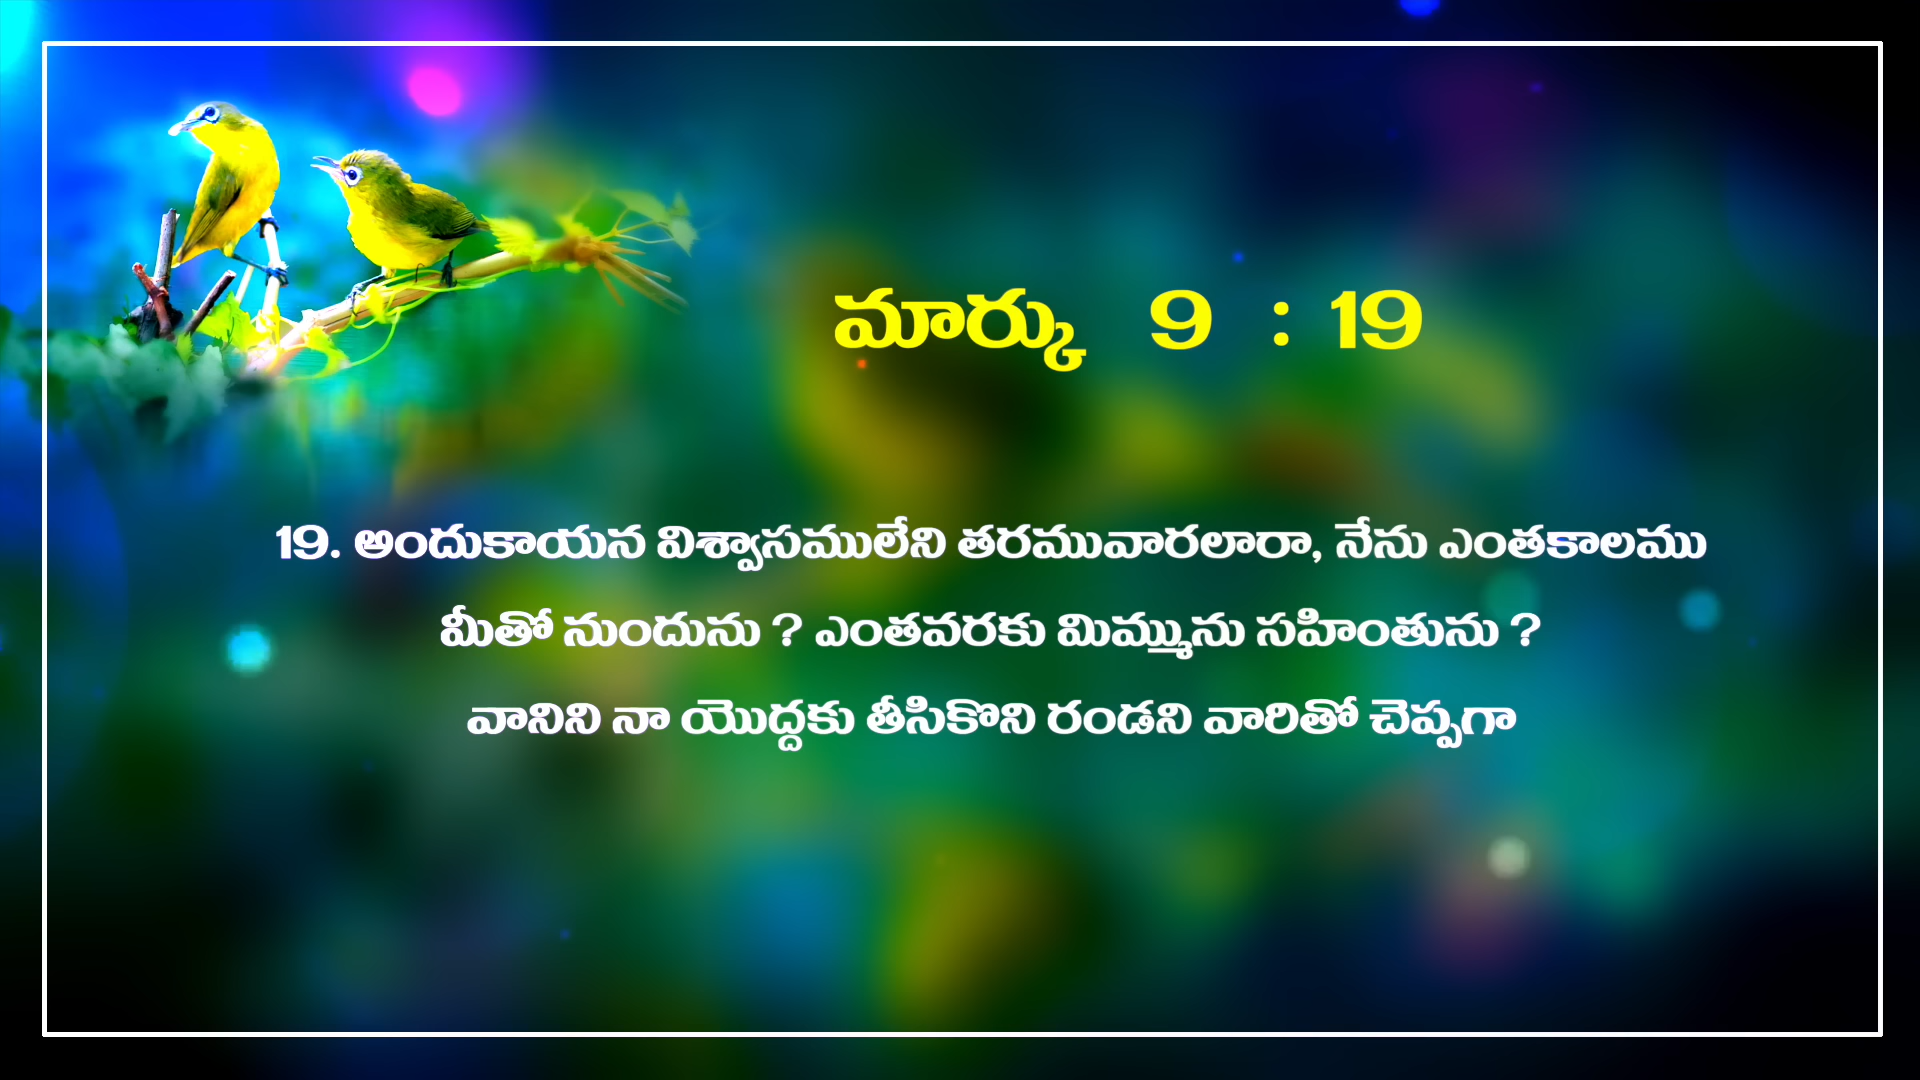 మార్కు 9 : 19
19. అందుకాయన విశ్వాసములేని తరమువారలారా, నేను ఎంతకాలము
మీతో నుందును ? ఎంతవరకు మిమ్మును సహింతును ?
వానిని నా యొద్దకు తీసికొని రండని వారితో చెప్పగా